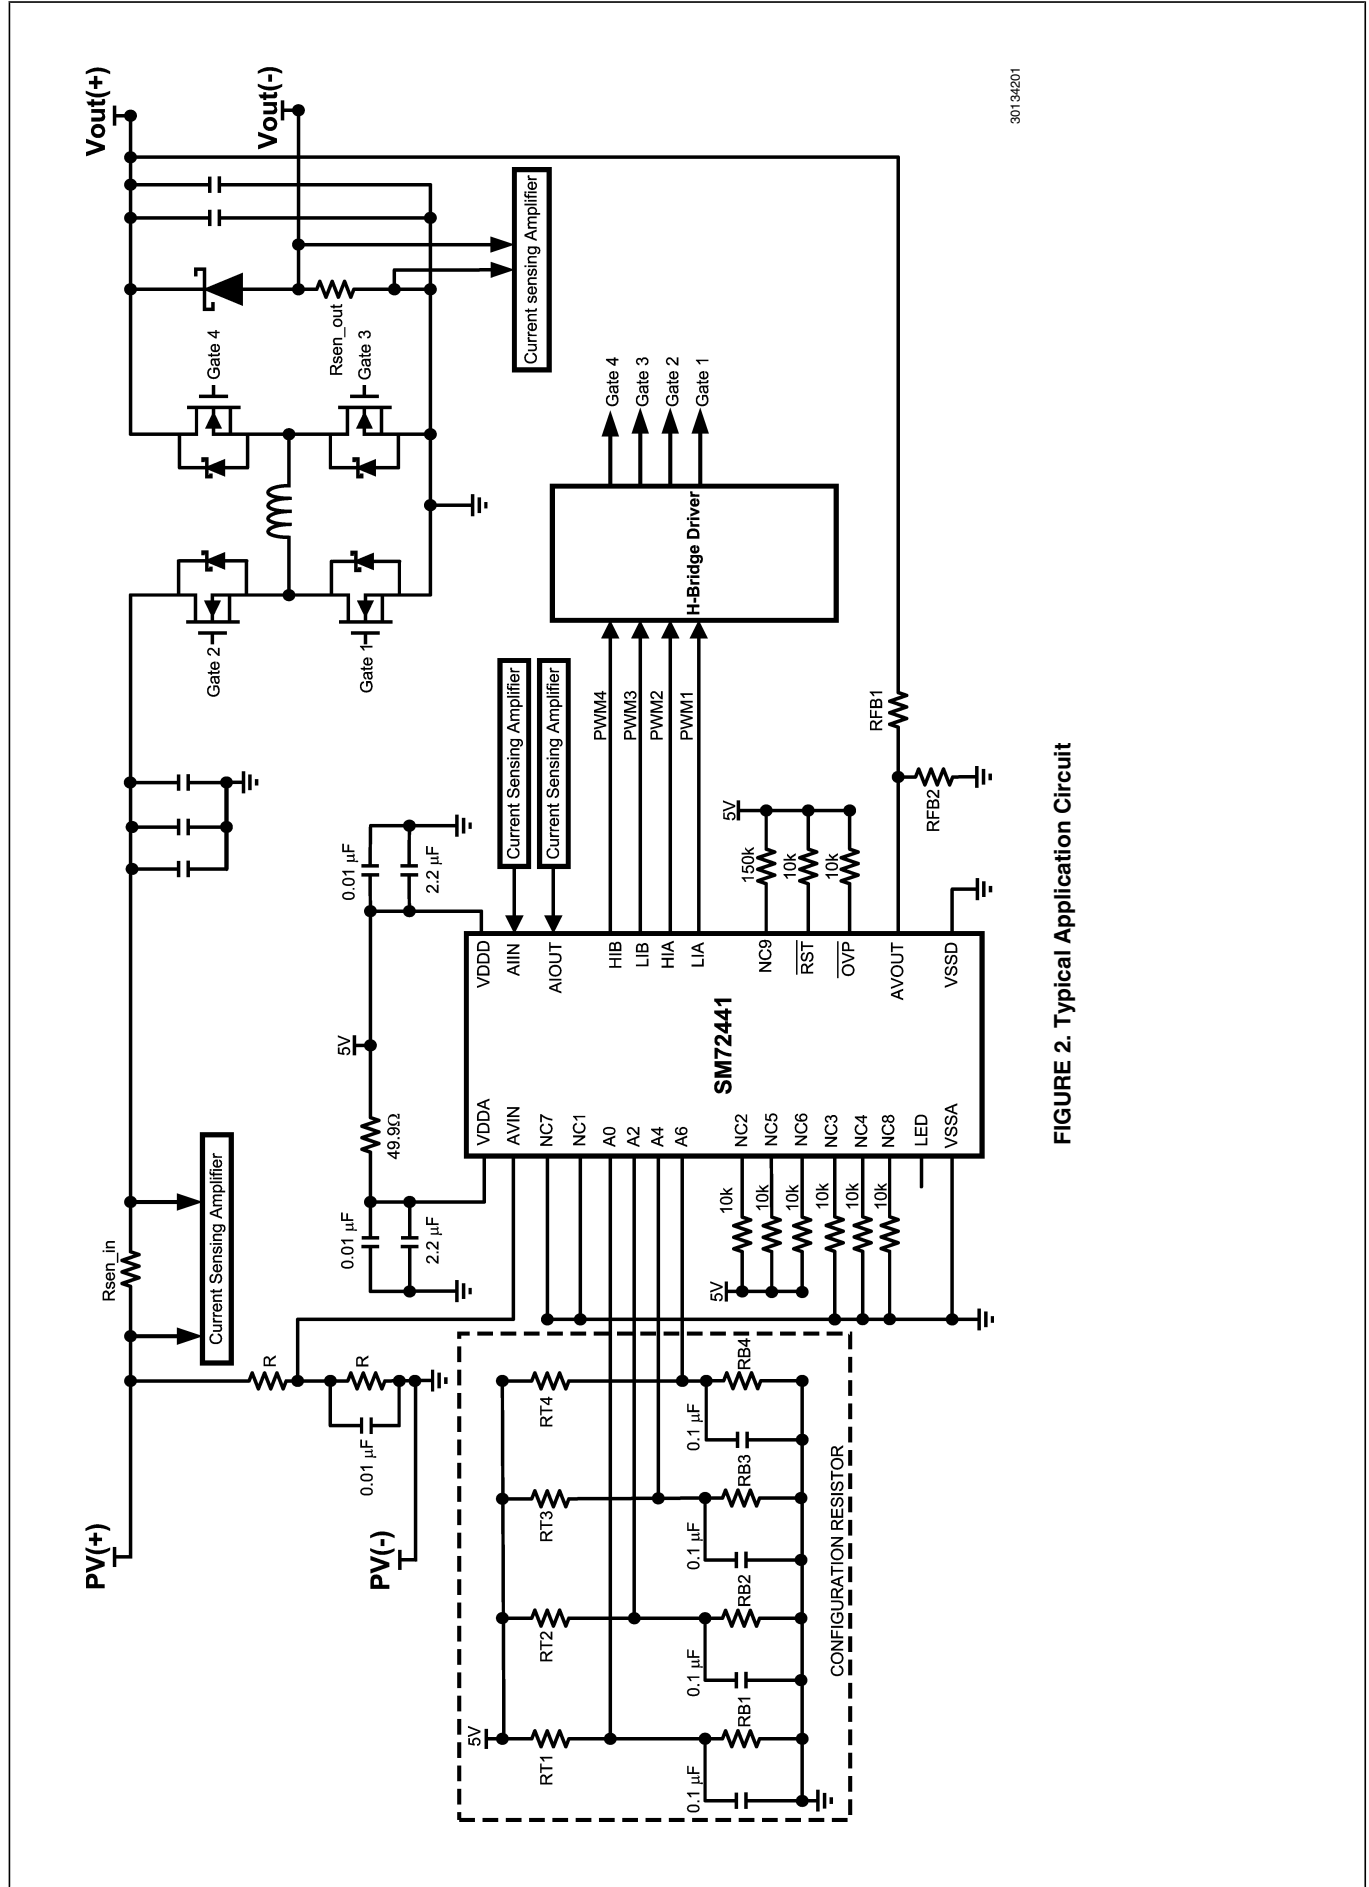 PV(+)
Rsen_in
Current Sensing Amplifier
Vout(+)
PV(-)
R
R
0.01 µF
Gate 2
Gate 1
Gate 4
Gate 3
Rsen_out
Vout(-)
Current sensing Amplifier
0.01 µF
2.2 µF
49.9Ω
5V
0.01 µF
2.2 µF
Current Sensing Amplifier
Current Sensing Amplifier
5V
RT1
RT2
RT3
RT4
0.1 µF
RB1
0.1 µF
RB2
0.1 µF
RB3
0.1 µF
RB4
CONFIGURATION RESISTOR
VDDA
AVIN
NC7
NC1
A0
A2
A4
A6
NC2
NC5
NC6
NC3
NC4
NC8
LED
VSSA
5V
10k
10k
10k
10k
10k
10k
SM72441
VDDD
AIIN
AIOUT
HIB
LIB
HIA
LIA
NC9
RST
OVP
AVOUT
VSSD
PWM4
PWM3
PWM2
PWM1
H-Bridge Driver
Gate 4
Gate 3
Gate 2
Gate 1
5V
150k
10k
10k
RFB1
RFB2
30134201
FIGURE 2. Typical Application Circuit